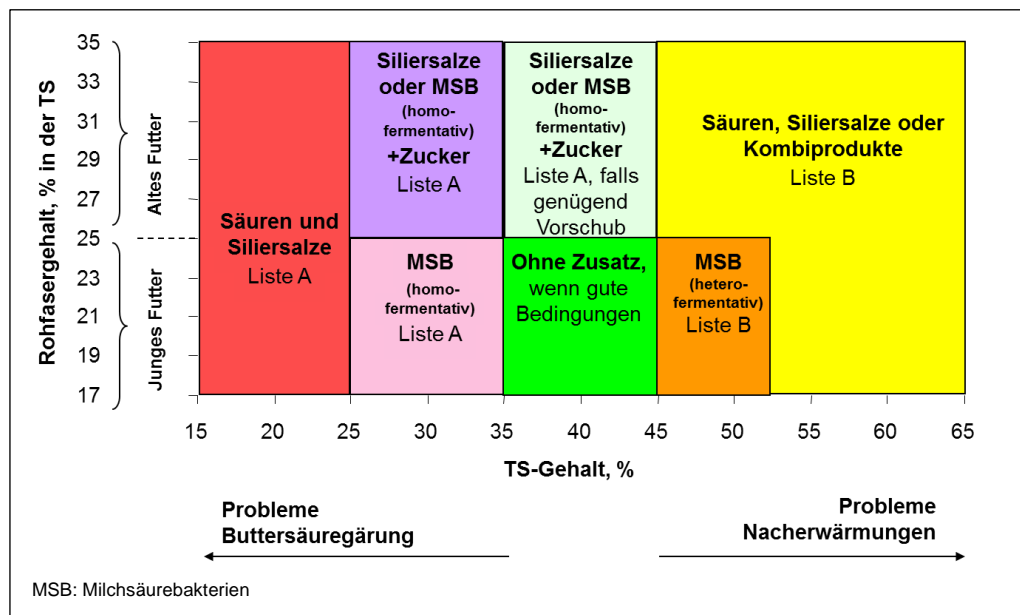 Rohfasergehalt, % in der TS
35
33
31
29
27
25
23
21
19
17
Altes Futter
Junges Futter
Säuren und
Siliersalze
Liste A
Siliersalze
oder MSB
(homo-
fermentativ)
+Zucker
Liste A
Siliersalze
oder MSB
(homo-
fermentativ)
+Zucker
Liste A, falls
genügend
Vorschub
Säuren, Siliersalze oder
Kombiprodukte
Liste B
MSB
(homo-
fermentativ)
Liste A
Ohne Zusatz,
wenn gute
Bedingungen
MSB
(hetero-
fermentativ)
Liste B
15 20 25 30 35 40 45 50 55 60 65
TS-Gehalt, %
Probleme
Buttersäuregärung
Probleme
Nacherwärmungen
MSB: Milchsäurebakterien